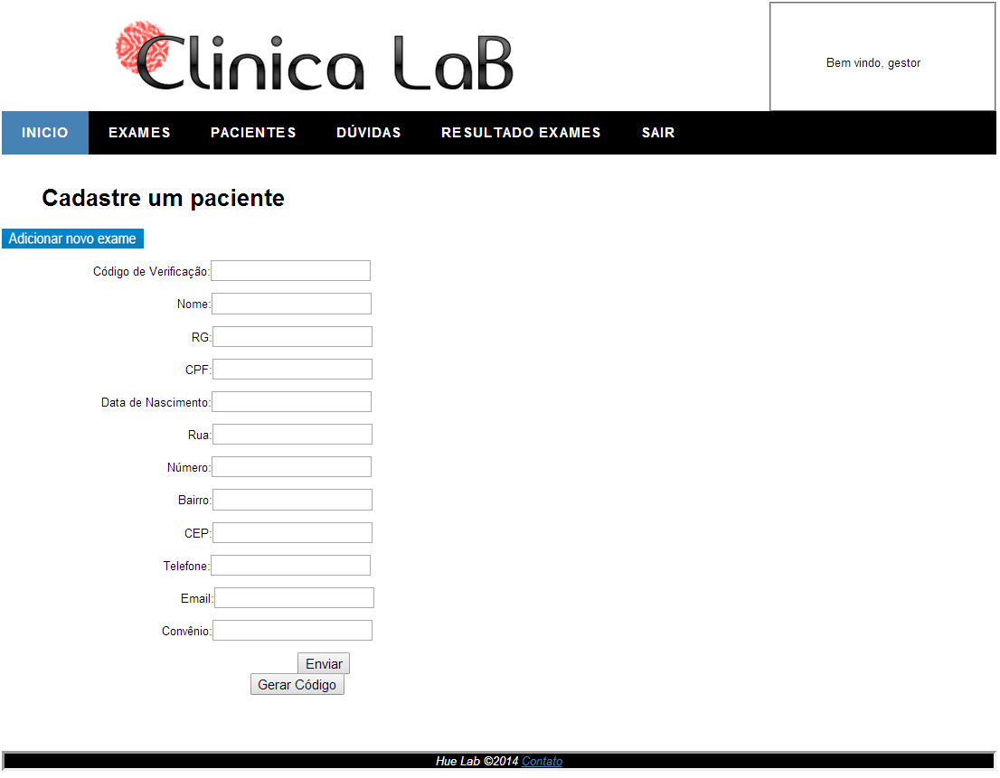 Clinica LaB
Bem vindo, gestor
INICIO EXAMES PACIENTES DÚVIDAS RESULTADO EXAMES SAIR
Cadastre um paciente
Adicionar novo exame
Código de Verificação:
Nome:
RG:
CPF:
Data de Nascimento:
Rua:
Número:
Bairro:
CEP:
Telefone:
Email:
Convênio:
Enviar
Gerar Código
Hue Lab ©2014 Contato